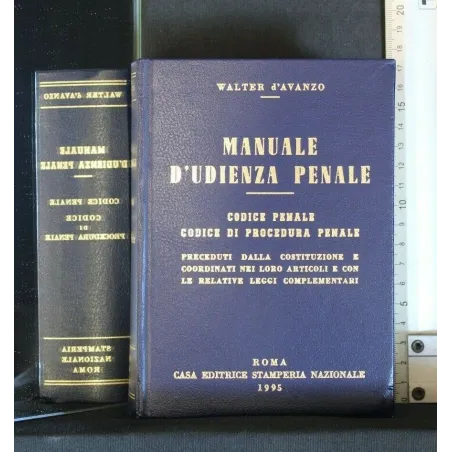 WALTER d'AVANZO
MANUALE
D'UDIENZA PENALE
CODICE PENALE
CODICE
DI
PROCEDURA PENALE
STAMPERIA
NAZIONALE
ROMA
WALTER d'AVANZO
MANUALE
D'UDIENZA PENALE
CODICE PENALE
CODICE DI PROCEDURA PENALE
PRECEDUTI DALLA COSTITUZIONE E
COORDINATI NEI LORO ARTICOLI E CON
LE RELATIVE LEGGI COMPLEMENTARI
ROMA
CASA EDITRICE STAMPERIA NAZIONALE
1995
20